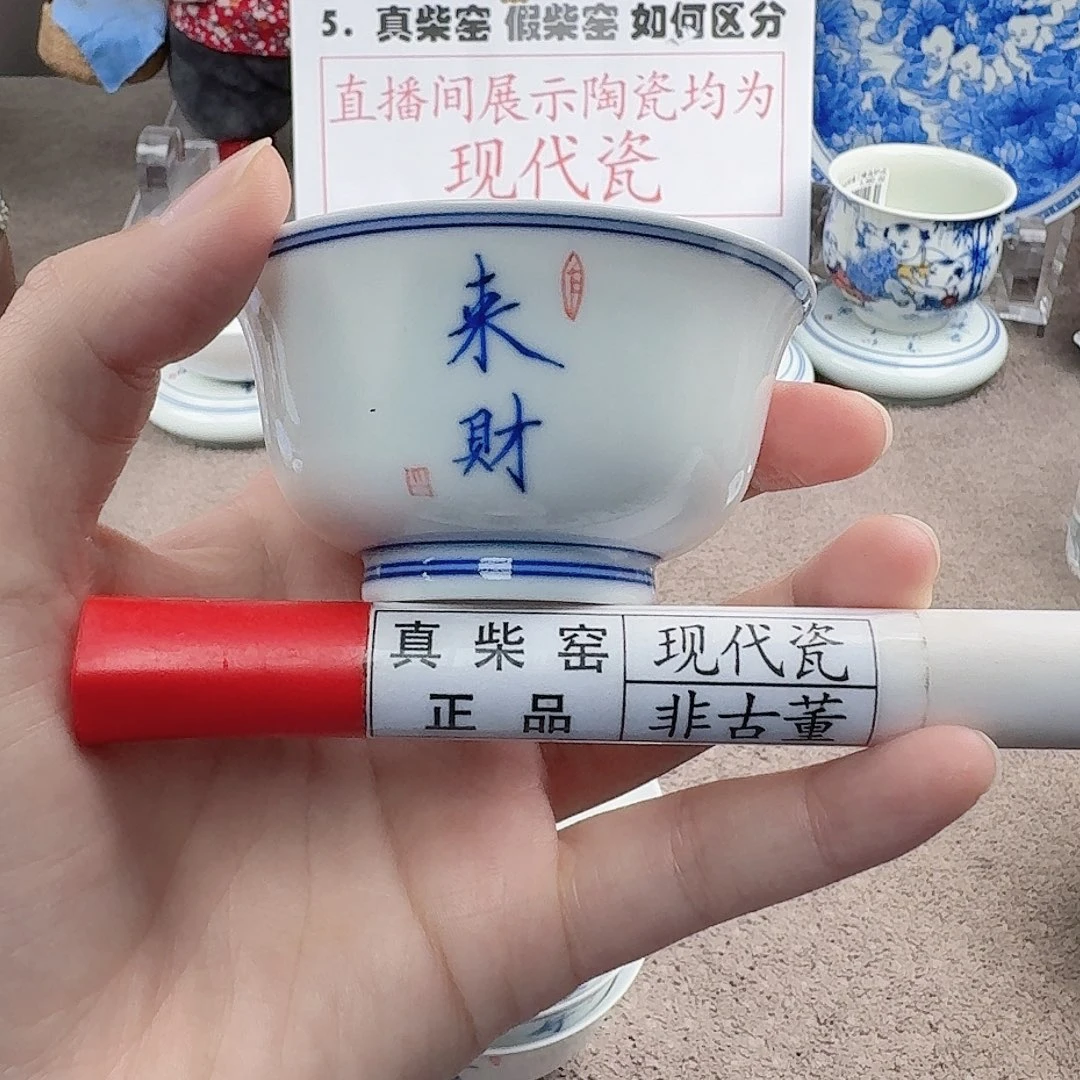 5. 真柴窑 假柴窑 如何区分
直播间展示陶瓷均为
现代瓷
来
财
真柴窑
正品
现代瓷
非古董